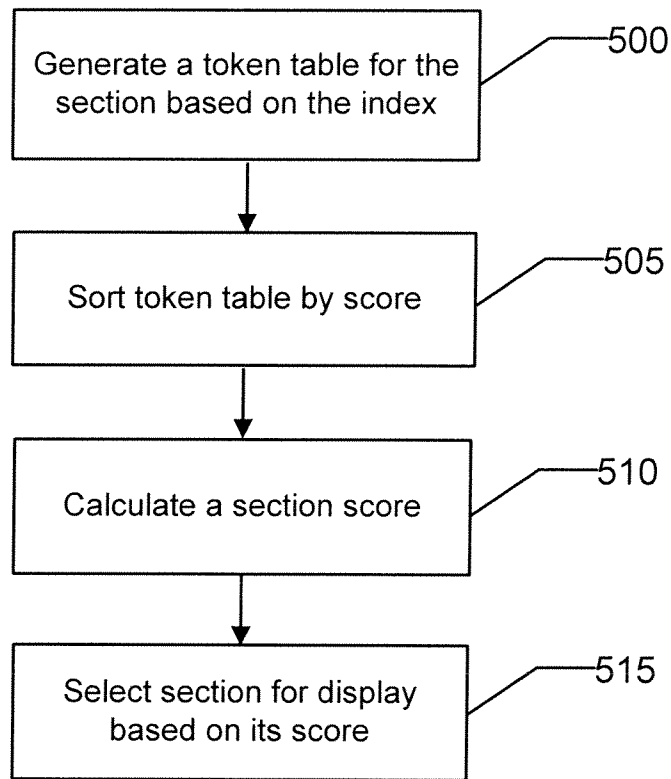 Generate a token table for the
section based on the index
500
Sort token table by score
505
Calculate a section score
510
Select section for display
based on its score
515